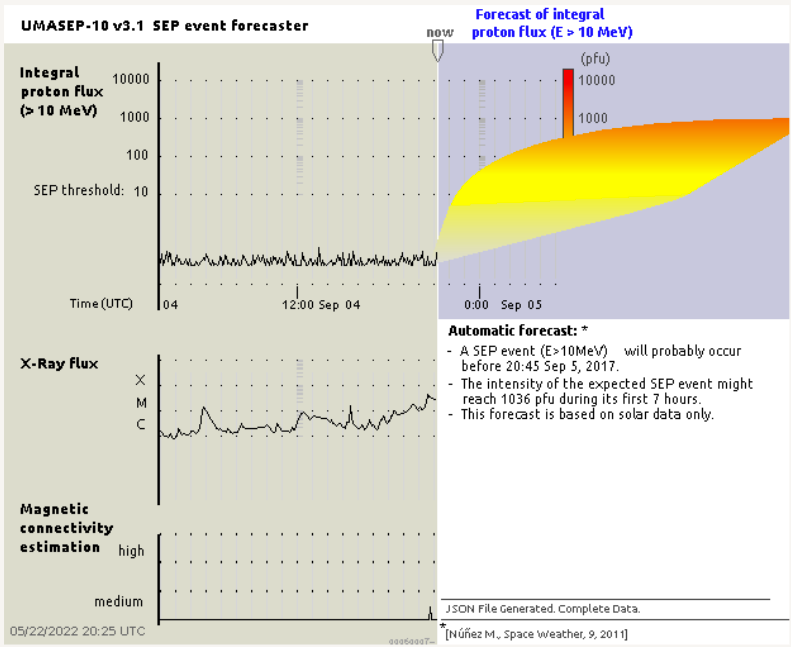 UMASEP-10 v3.1 SEP event forecaster
now
Forecast of integral
proton flux (E > 10 MeV)
Integral
proton flux
(> 10 MeV)
10000
1000
100
SEP threshold: 10
(pfu)
10000
1000
Time (UTC)
04
12:00 Sep 04
0:00 Sep 05
X-Ray flux
X
M
C
Automatic forecast: *
- A SEP event (E>10MeV) will probably occur
before 20:45 Sep 5, 2017.
- The intensity of the expected SEP event might
reach 1036 pfu during its first 7 hours.
- This forecast is based on solar data only.
Magnetic
connectivity
estimation
high
medium
05/22/2022 20:25 UTC
JSON File Generated. Complete Data.
*[Núñez M., Space Weather, 9, 2011]